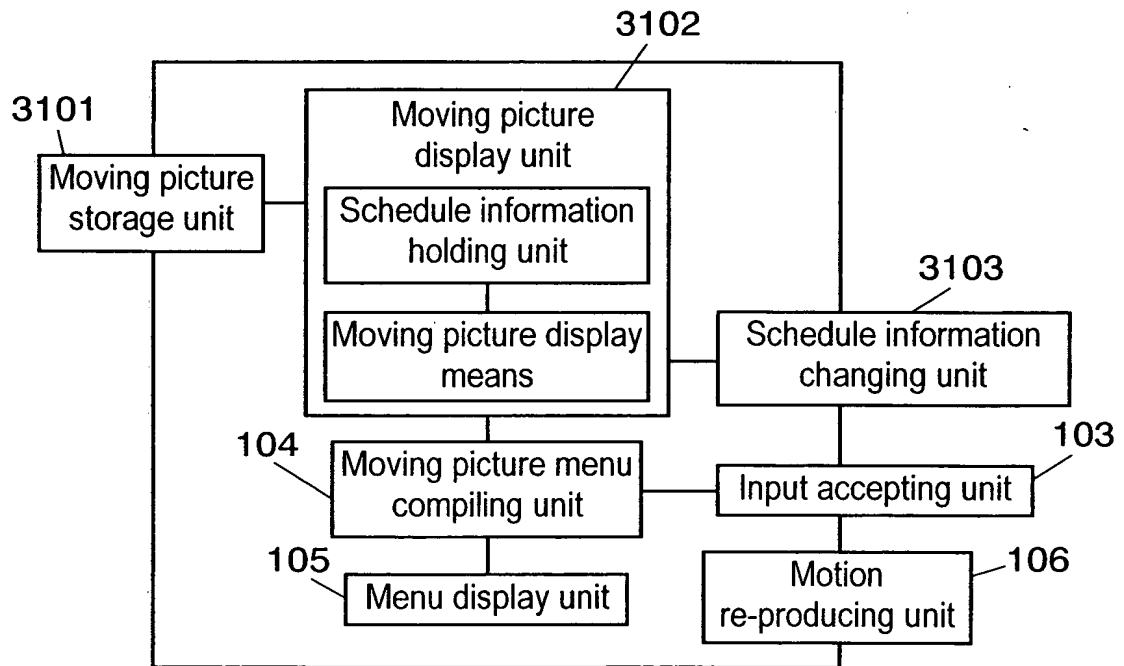 3102
3101
Moving picture
display unit
Moving picture
storage unit
Schedule information
holding unit
3103
Moving picture display
means
Schedule information
changing unit
104
Moving picture menu
compiling unit
103
Input accepting unit
105
Menu display unit
Motion
re-producing unit
106